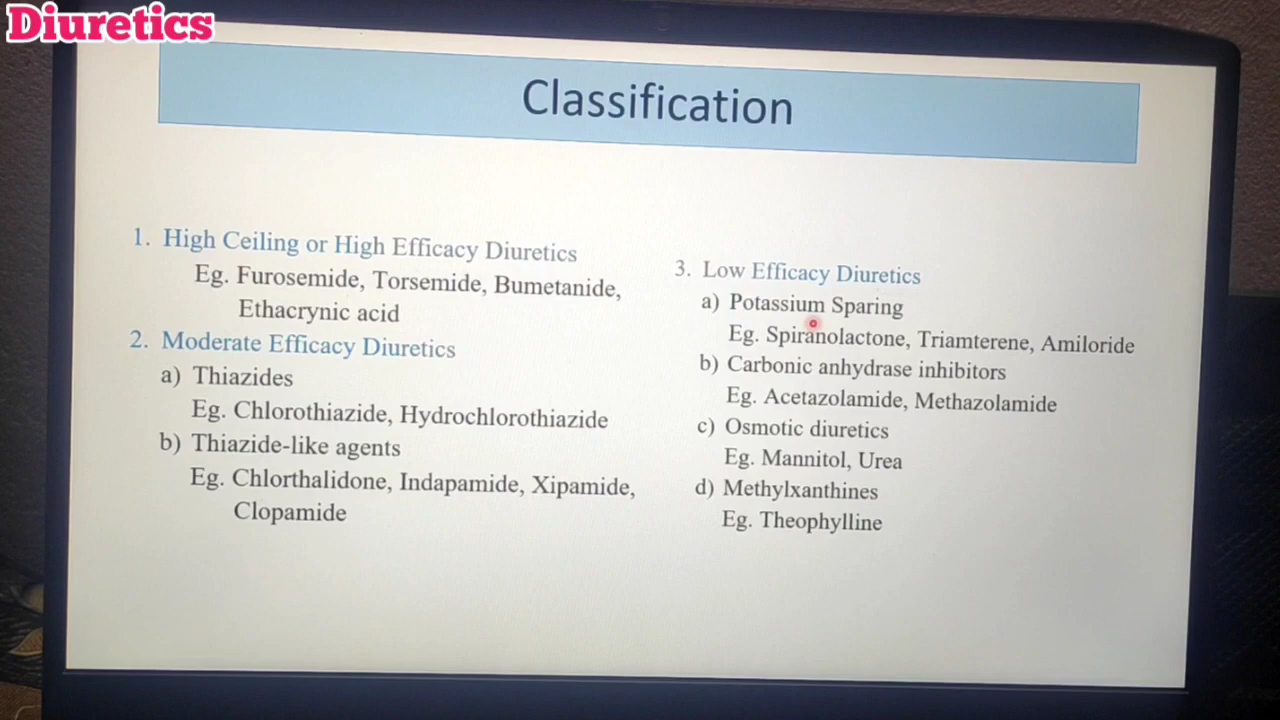 Diuretics
Classification
1. High Ceiling or High Efficacy Diuretics
Eg. Furosemide, Torsemide, Bumetanide,
Ethacrynic acid
2. Moderate Efficacy Diuretics
a) Thiazides
Eg. Chlorothiazide, Hydrochlorothiazide
b) Thiazide-like agents
Eg. Chlorthalidone, Indapamide, Xipamide,
Clopamide
3. Low Efficacy Diuretics
a) Potassium Sparing
Eg. Spiranolactone, Triamterene, Amiloride
b) Carbonic anhydrase inhibitors
Eg. Acetazolamide, Methazolamide
c) Osmotic diuretics
Eg. Mannitol, Urea
d) Methylxanthines
Eg. Theophylline